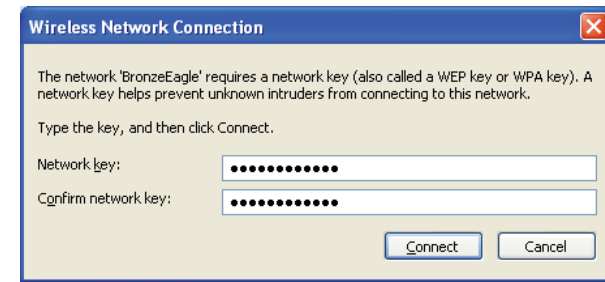 Wireless Network Connection
The network 'BronzeEagle' requires a network key (also called a WEP key or WPA key). A
network key helps prevent unknown intruders from connecting to this network.
Type the key, and then click Connect.
Network key: ●●●●●●●●●●●●
Confirm network key: ●●●●●●●●●●●●
Connect Cancel